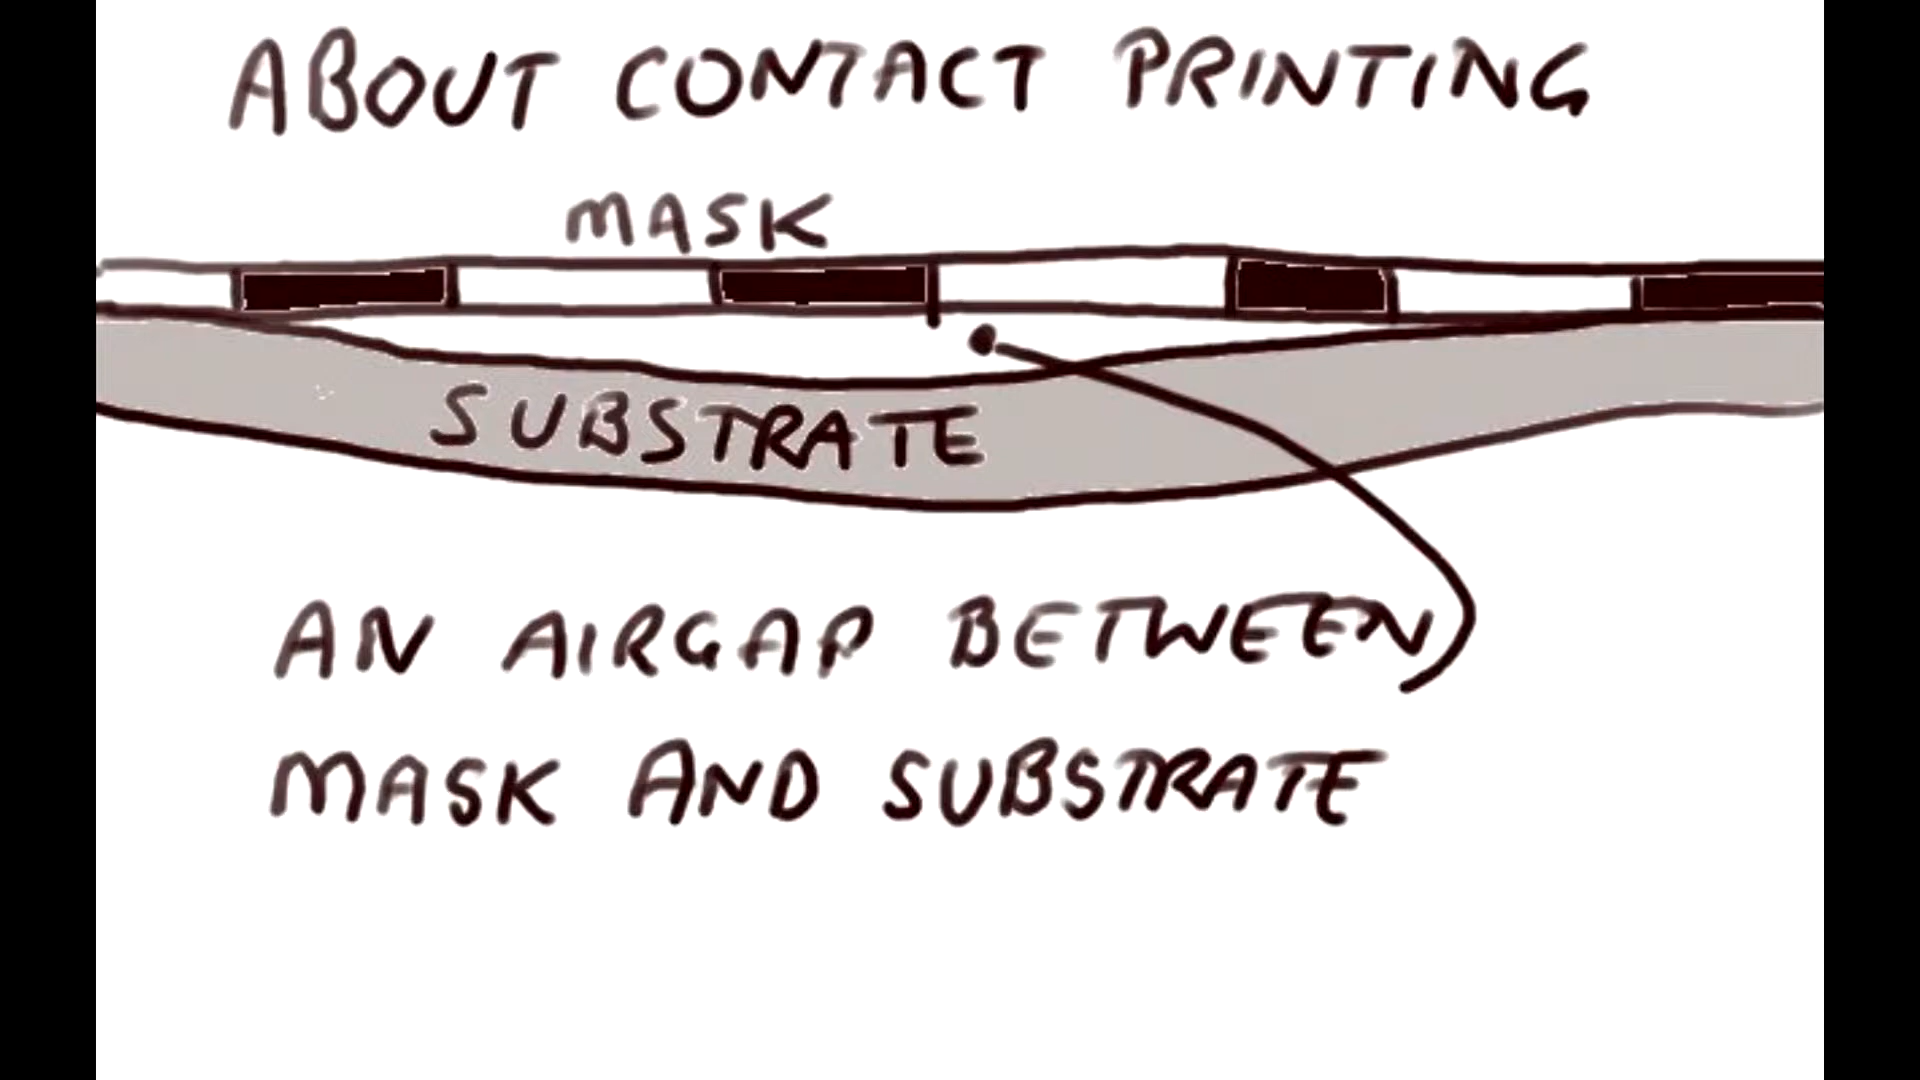 ABOUT CONTACT PRINTING
MASK
SUBSTRATE
AN AIRGAP BETWEEN
MASK AND SUBSTRATE